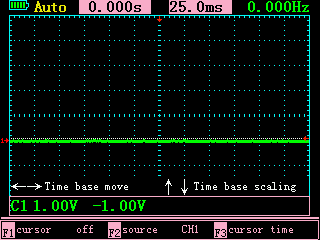 Auto 0.000s 25.0ms 0.000Hz
Time base move Time base scaling
C1 1.00V -1.00V
F1 cursor off F2 source CH1 F3 cursor time